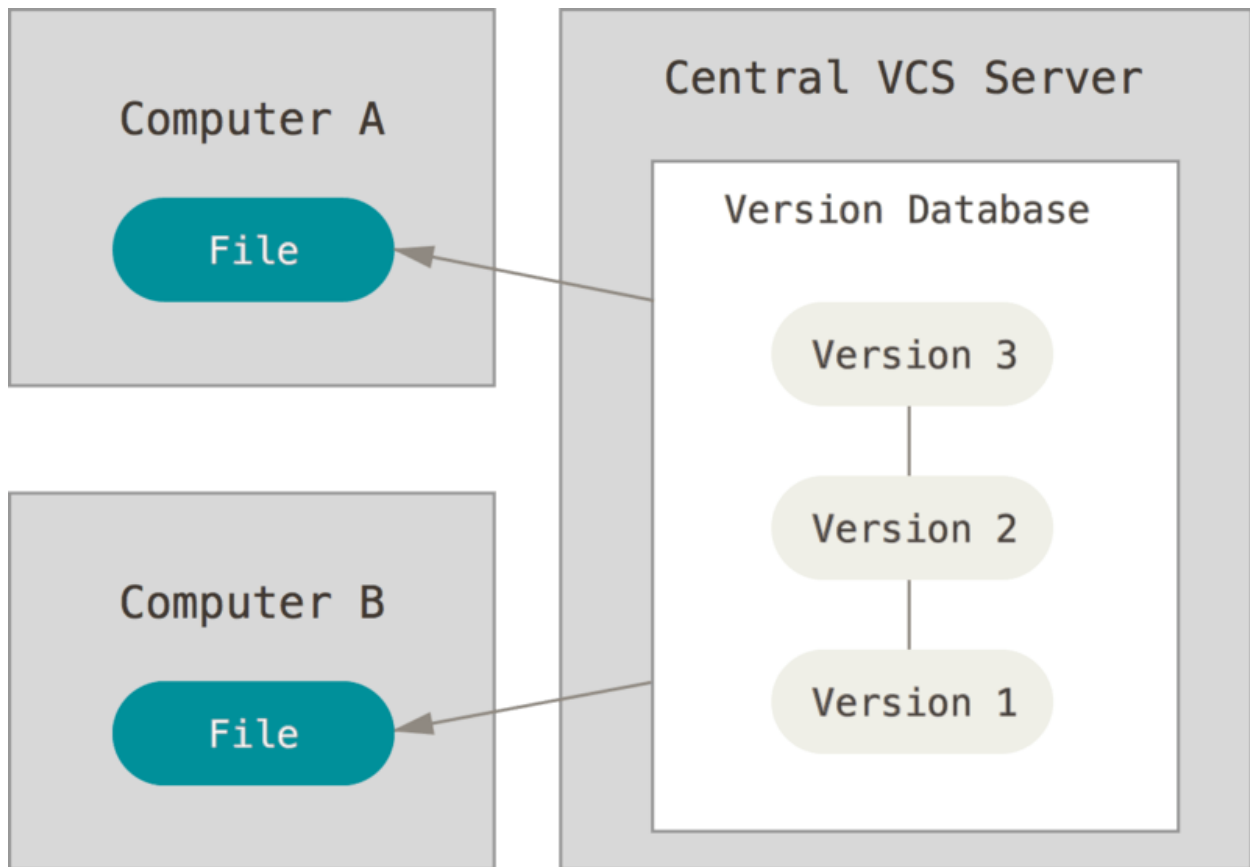 Computer A
File
Computer B
File
Central VCS Server
Version Database
Version 3
Version 2
Version 1